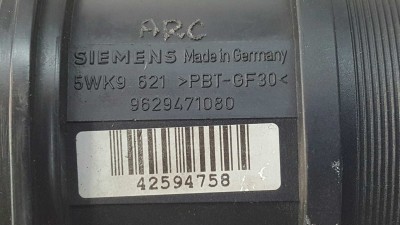 ARC
SIEMENS Made in Germany
5WK9 621 >PBT-GF30<
9629471080
42594758